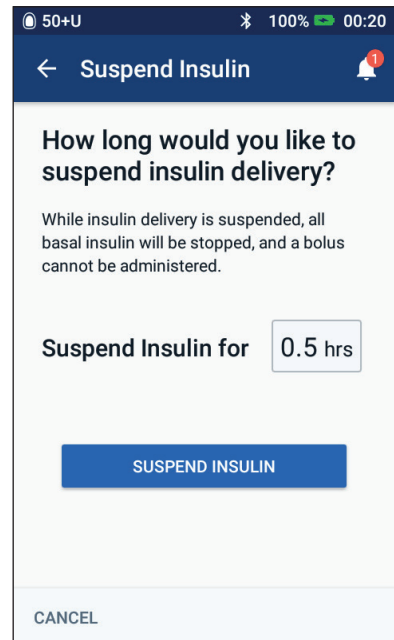 50+U 100% 00:20
Suspend Insulin 1
How long would you like to
suspend insulin delivery?
While insulin delivery is suspended, all
basal insulin will be stopped, and a bolus
cannot be administered.
Suspend Insulin for 0.5 hrs
SUSPEND INSULIN
CANCEL